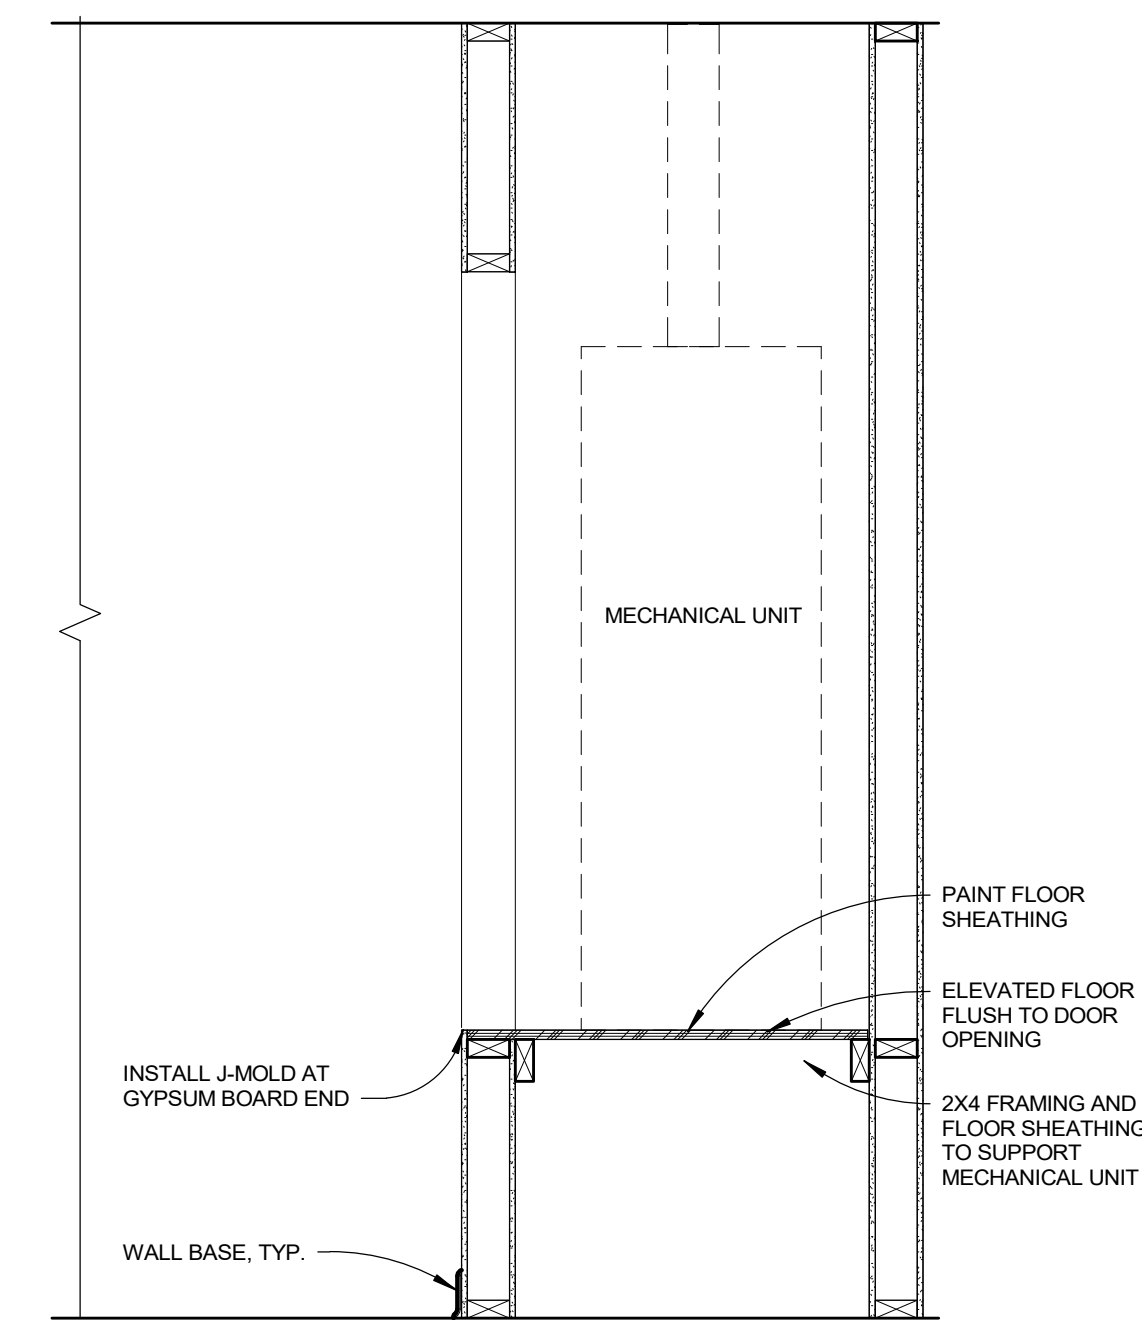 MECHANICAL UNIT
PAINT FLOOR
SHEATHING
ELEVATED FLOOR
FLUSH TO DOOR
OPENING
INSTALL J-MOLD AT
GYPSUM BOARD END
2X4 FRAMING AND
FLOOR SHEATHING
TO SUPPORT
MECHANICAL UNIT
WALL BASE, TYP.